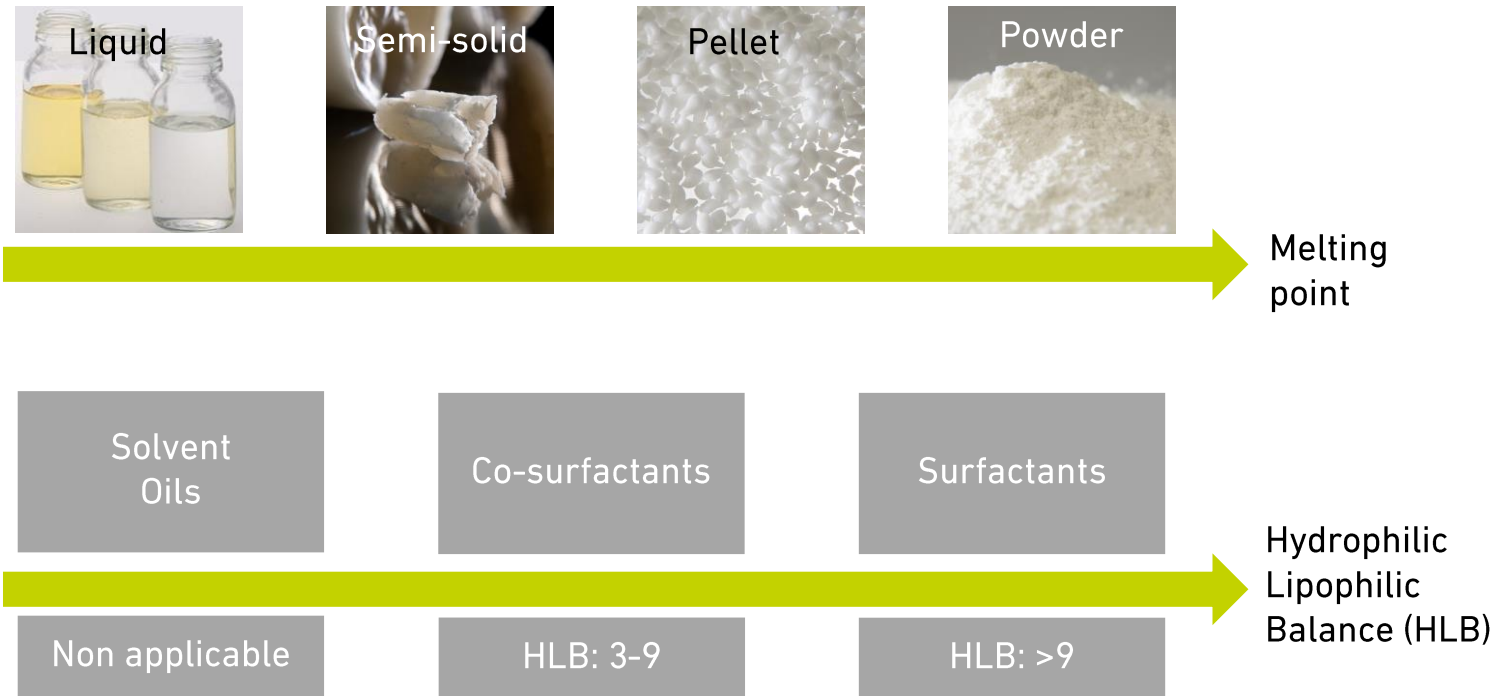 Liquid
Semi-solid
Pellet
Powder
Melting
point
Solvent
Oils
Co-surfactants
Surfactants
Hydrophilic
Lipophilic
Balance (HLB)
Non applicable
HLB: 3-9
HLB: >9